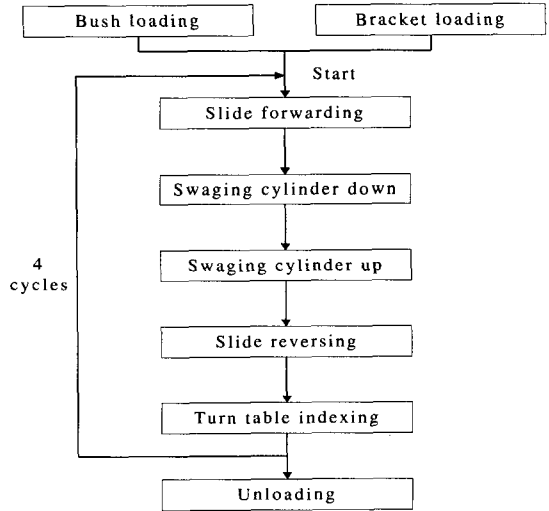 Bush loading
Bracket loading
Start
Slide forwarding
Swaging cylinder down
4
cycles
Swaging cylinder up
Slide reversing
Turn table indexing
Unloading